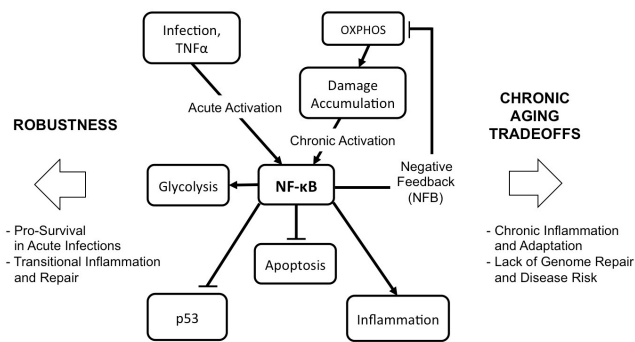 Infection,
TNFα
OXPHOS
Damage
Accumulation
Acute Activation
Chronic Activation
ROBUSTNESS
CHRONIC
AGING
TRADEOFFS
Glycolysis
NF-κB
Negative
Feedback
(NFB)
- Pro-Survival
in Acute Infections
- Transitional Inflammation
and Repair
- Chronic Inflammation
and Adaptation
- Lack of Genome Repair
and Disease Risk
Apoptosis
p53
Inflammation